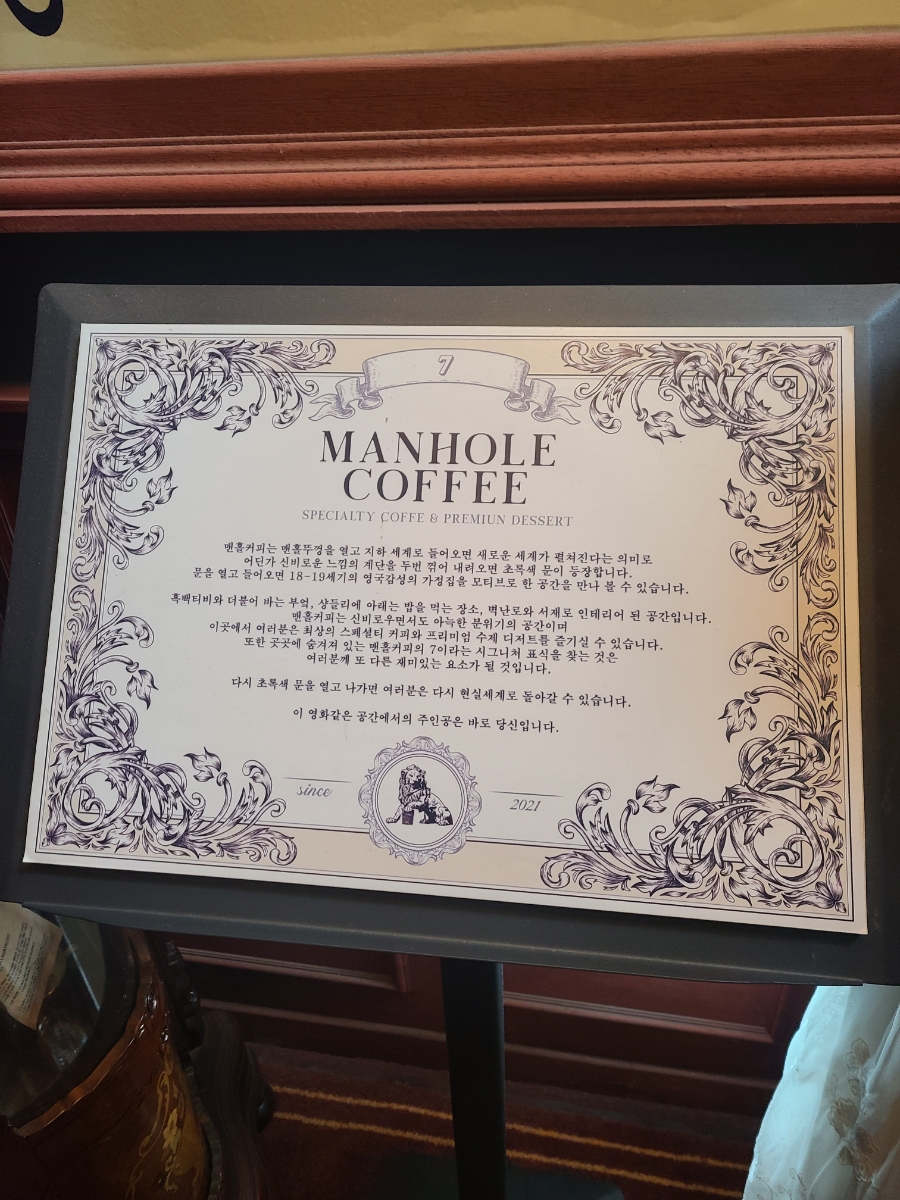 7
MANHOLE
COFFEE
SPECIALTY COFFE & PREMIUN DESSERT
맨홀커피는 맨홀뚜껑을 열고 지하 세계로 들어오면 새로운 세계가 펼쳐진다는 의미로
어딘가 신비로운 느낌의 계단을 두번 꺾어 내려오면 초록색 문이 등장합니다.
문을 열고 들어오면 18-19세기의 영국감성의 가정집을 모티브로 한 공간을 만나 볼 수 있습니다.
흑백티비와 더불어 바는 부엌, 샹들리에 아래는 밥을 먹는 장소, 벽난로와 서재로 인테리어 된 공간입니다.
맨홀커피는 신비로우면서도 아늑한 분위기의 공간이며
이곳에서 여러분은 최상의 스페셜티 커피와 프리미엄 수제 디저트를 즐기실 수 있습니다.
또한 곳곳에 숨겨져 있는 맨홀커피의 7이라는 시그니처 표식을 찾는 것은
여러분께 또 다른 재미있는 요소가 될 것입니다.
다시 초록색 문을 열고 나가면 여러분은 다시 현실세계로 돌아갈 수 있습니다.
이 영화같은 공간에서의 주인공은 바로 당신입니다.
since 2021